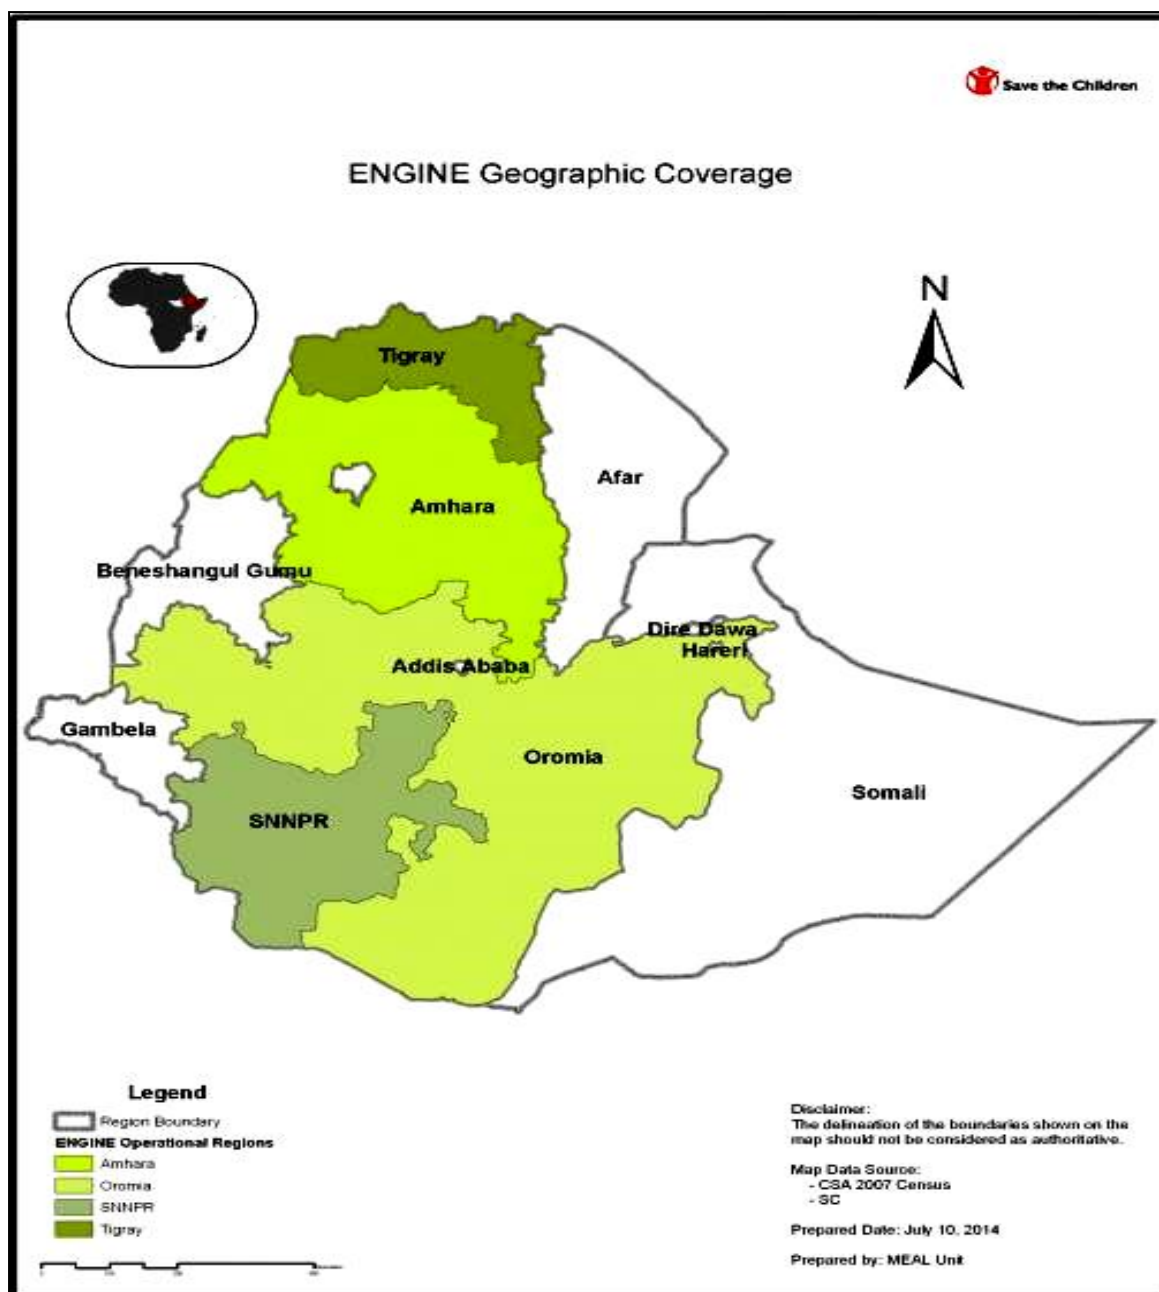 Save the Children
ENGINE Geographic Coverage
N
Tigray
Afar
Amhara
Beneshangul Gumu
Dire Dawa
Hareri
Addis Ababa
Gambela
Oromia
Somali
SNNPR
Legend
Region Boundary
ENGINE Operational Regions
Amhara
Oromia
SNNPR
Tigray
Disclaimer:
The delineation of the boundaries shown on the
map should not be considered as authoritative.
Map Data Source:
- CSA 2007 Census
- SC
Prepared Date: July 10, 2014
Prepared by: MEAL Unit